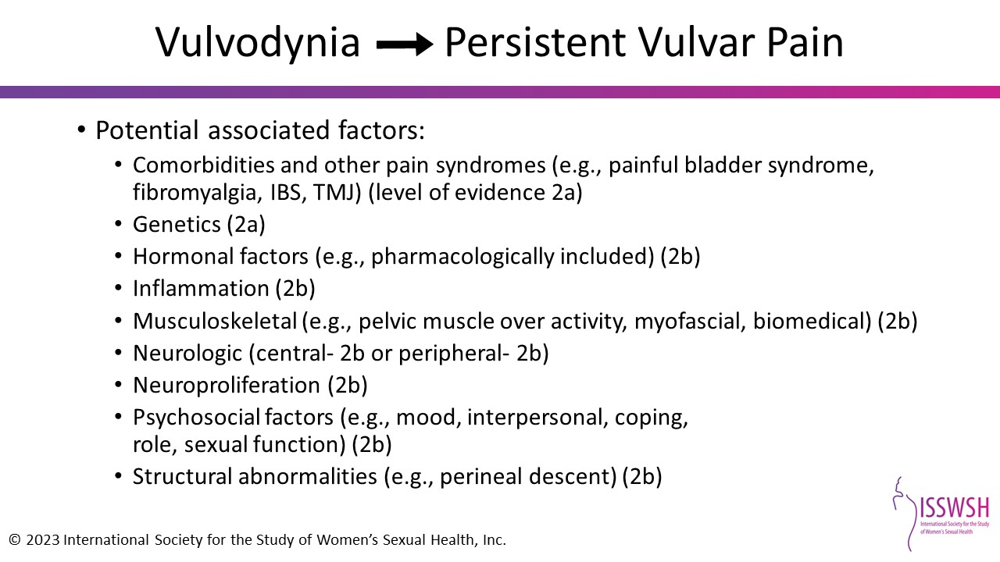 Vulvodynia → Persistent Vulvar Pain
• Potential associated factors:
• Comorbidities and other pain syndromes (e.g., painful bladder syndrome,
fibromyalgia, IBS, TMJ) (level of evidence 2a)
• Genetics (2a)
• Hormonal factors (e.g., pharmacologically included) (2b)
• Inflammation (2b)
• Musculoskeletal (e.g., pelvic muscle over activity, myofascial, biomedical) (2b)
• Neurologic (central- 2b or peripheral- 2b)
• Neuroproliferation (2b)
• Psychosocial factors (e.g., mood, interpersonal, coping,
role, sexual function) (2b)
• Structural abnormalities (e.g., perineal descent) (2b)
ISSWSH
International Society for the Study
of Women's Sexual Health
© 2023 International Society for the Study of Women’s Sexual Health, Inc.